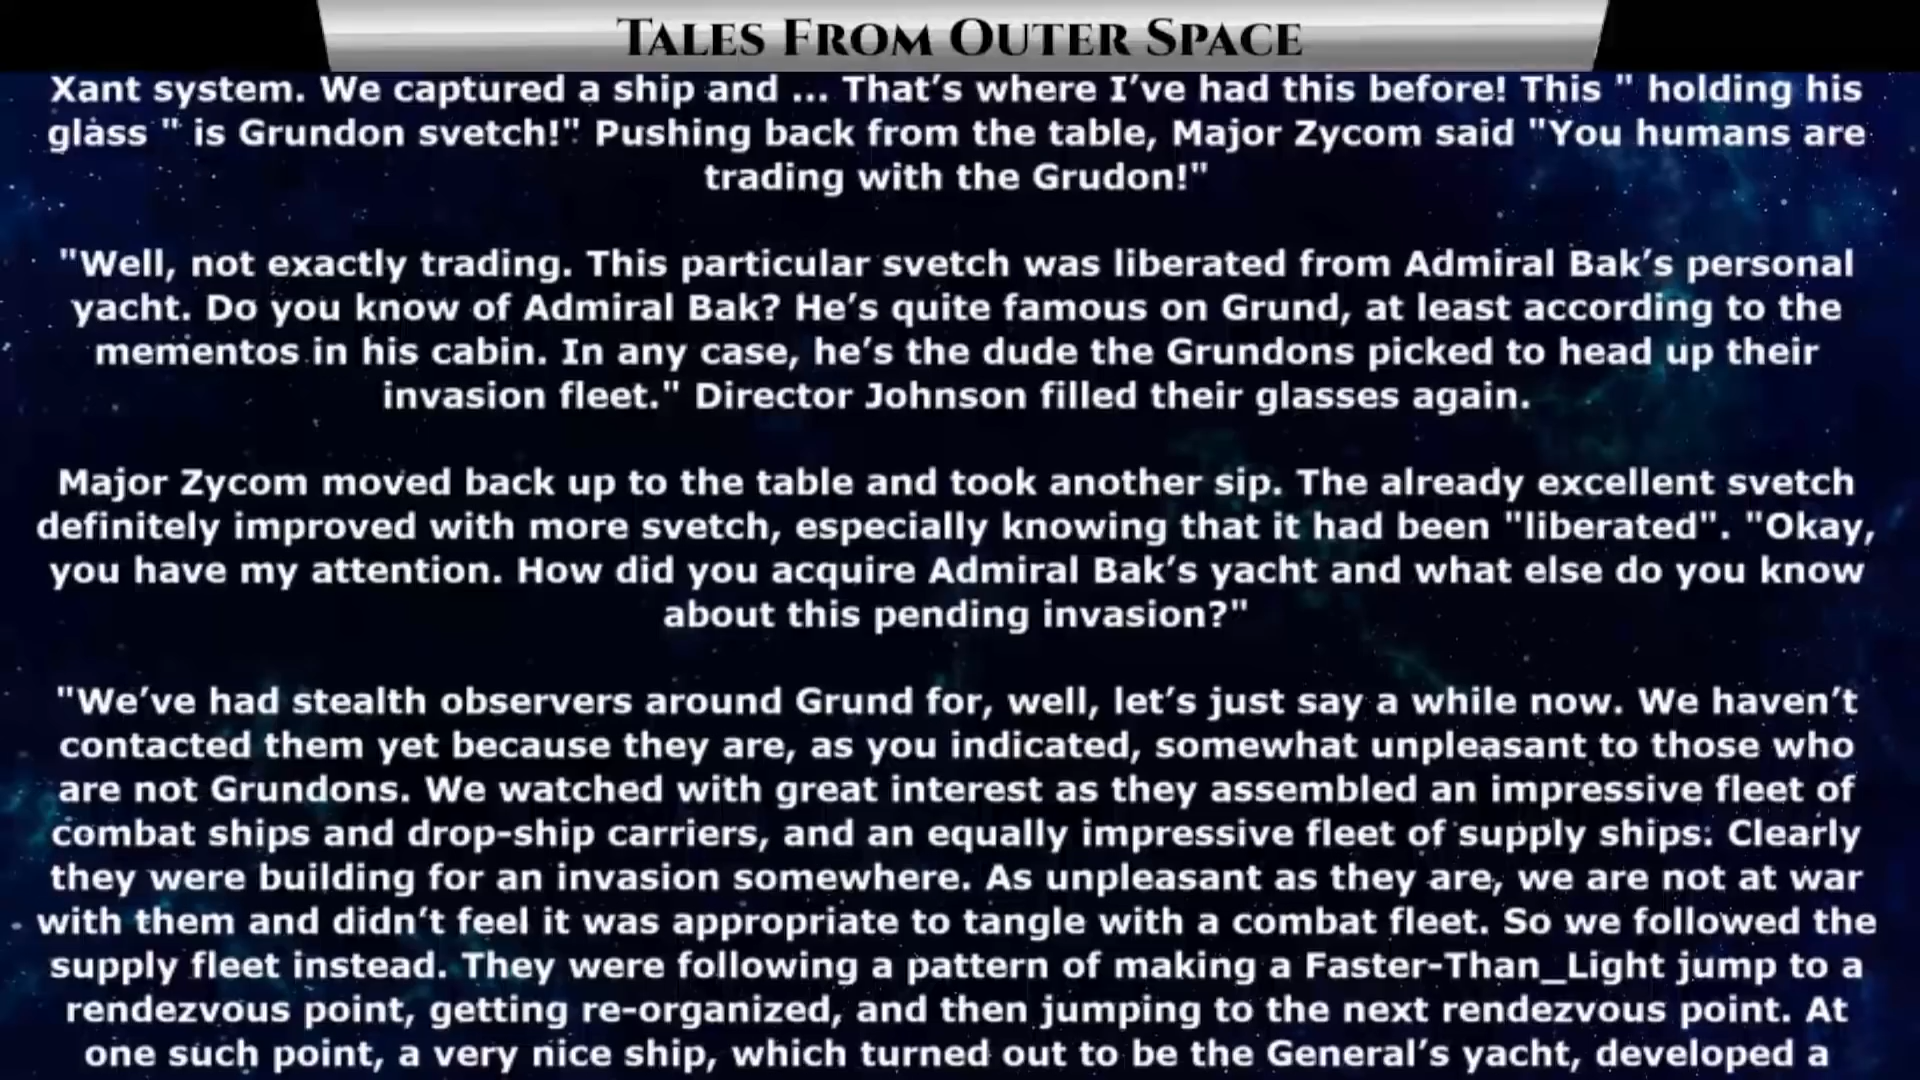 Tales From Outer Space
Xant system. We captured a ship and ... That’s where I’ve had this before! This " holding his
glass " is Grundon svetch!" Pushing back from the table, Major Zycom said "You humans are
trading with the Grudon!"
"Well, not exactly trading. This particular svetch was liberated from Admiral Bak’s personal
yacht. Do you know of Admiral Bak? He’s quite famous on Grund, at least according to the
mementos in his cabin. In any case, he’s the dude the Grundons picked to head up their
invasion fleet." Director Johnson filled their glasses again.
Major Zycom moved back up to the table and took another sip. The already excellent svetch
definitely improved with more svetch, especially knowing that it had been "liberated". "Okay,
you have my attention. How did you acquire Admiral Bak’s yacht and what else do you know
about this pending invasion?"
"We’ve had stealth observers around Grund for, well, let’s just say a while now. We haven’t
contacted them yet because they are, as you indicated, somewhat unpleasant to those who
are not Grundons. We watched with great interest as they assembled an impressive fleet of
combat ships and drop-ship carriers, and an equally impressive fleet of supply ships. Clearly
they were building for an invasion somewhere. As unpleasant as they are, we are not at war
with them and didn’t feel it was appropriate to tangle with a combat fleet. So we followed the
supply fleet instead. They were following a pattern of making a Faster-Than_Light jump to a
rendezvous point, getting re-organized, and then jumping to the next rendezvous point. At
one such point, a very nice ship, which turned out to be the General’s yacht, developed a